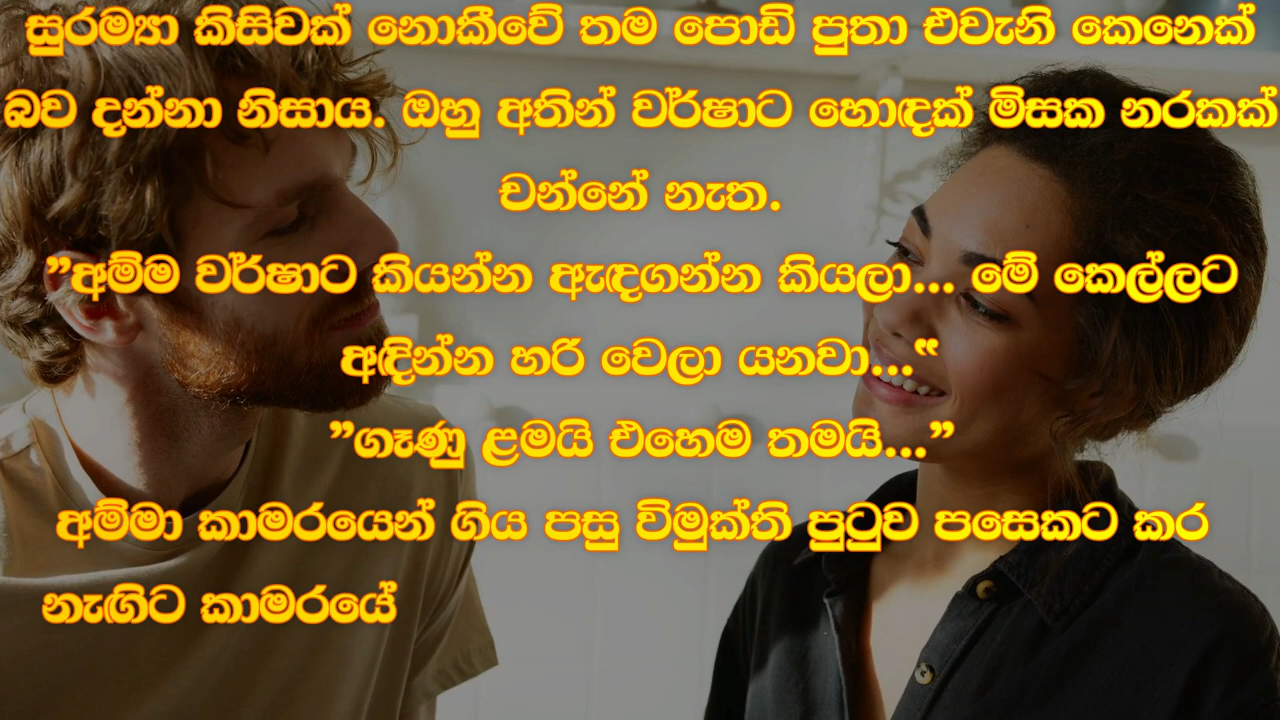 සුරම්‍යා කිසිවක් නොකීවේ තම පොඩි පුතා එවැනි කෙනෙක්
බව දන්නා නිසාය. ඔහු අතින් වර්ෂාට හොඳක් මිසක නරකක්
වන්නේ නැත.
”අම්ම වර්ෂාට කියන්න ඇඳගන්න කියලා... මේ කෙල්ලට
අඳින්න හරි වෙලා යනවා...“
”ගෑණු ළමයි එහෙම තමයි...”
අම්මා කාමරයෙන් ගිය පසු විමුක්ති පුටුව පසෙකට කර
නැඟිට කාමරයේ